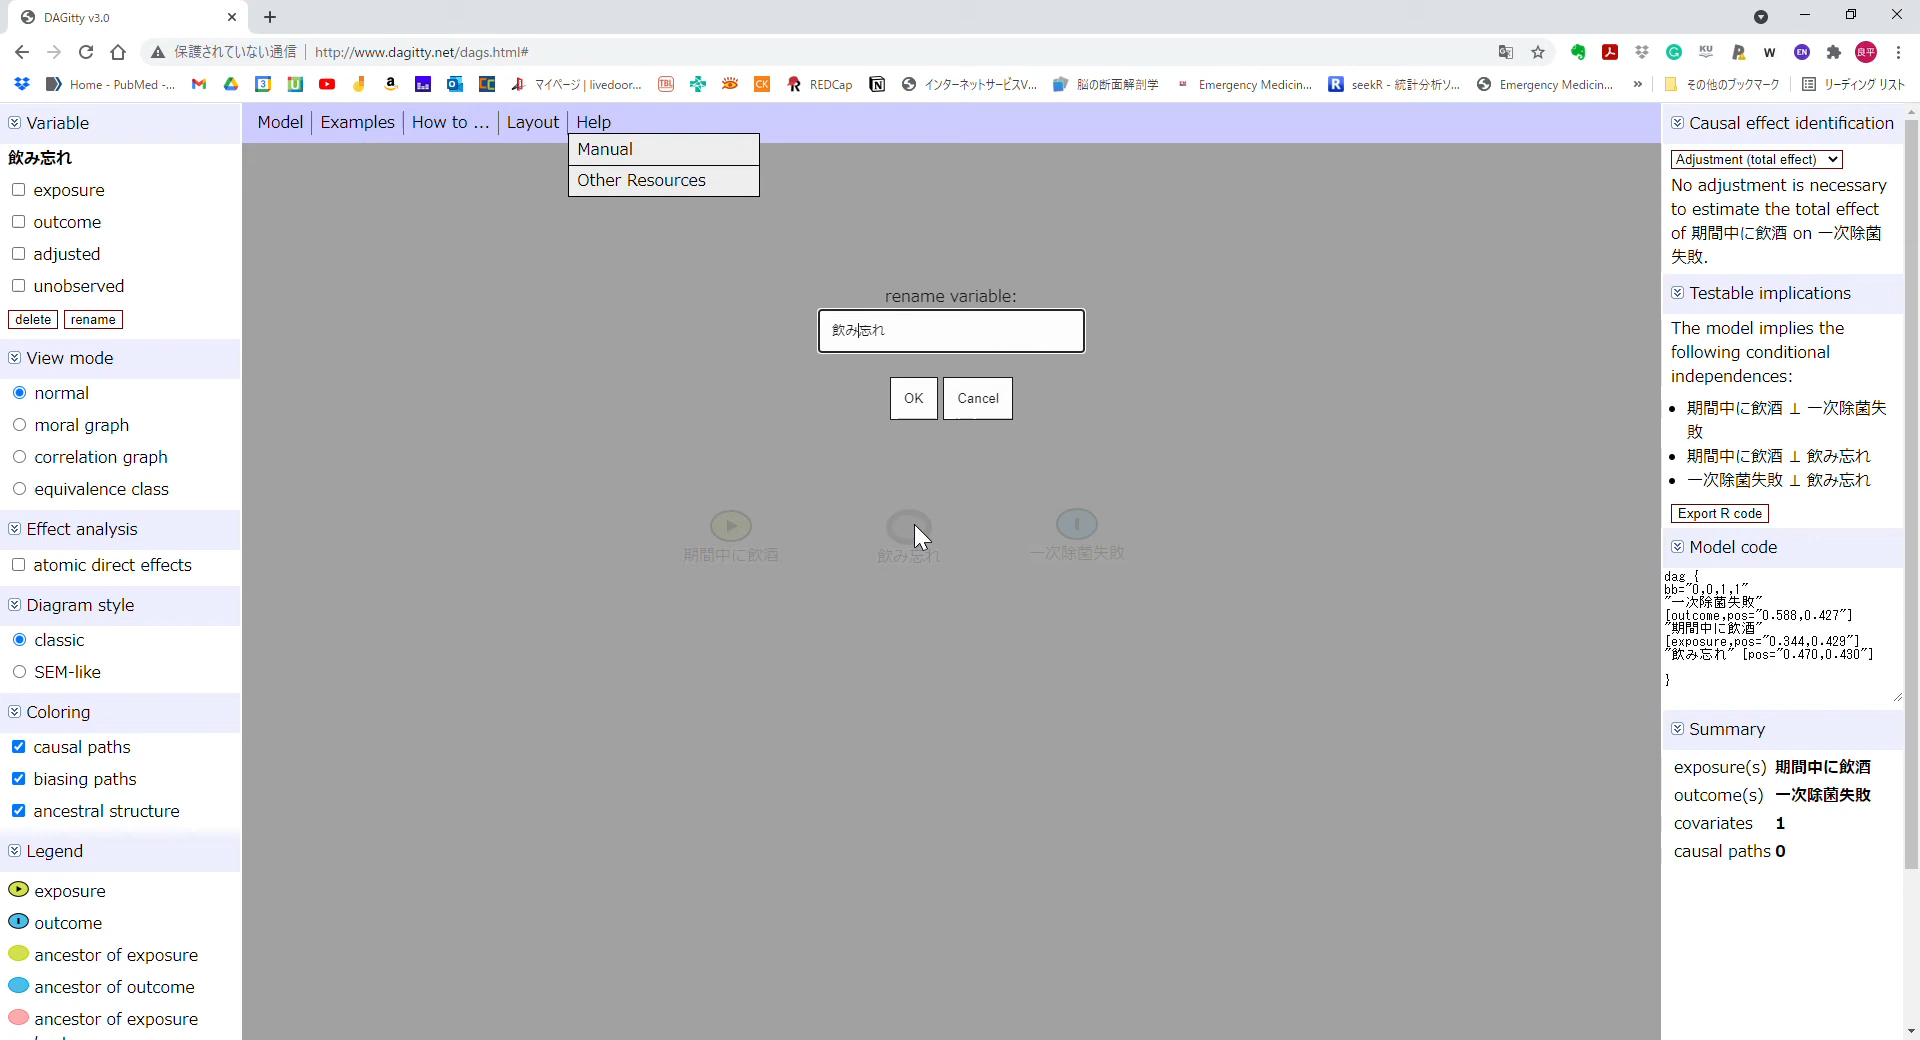 DAGitty v3.0
保護されていない通信
http://www.dagitty.net/dags.html#
Home - PubMed -...
マイページ | livedoor...
TBL
CK
REDCap
インターネットサービスV...
脳の断面解剖学
Emergency Medicin...
seekR - 統計分析ソ...
Emergency Medicin...
»
その他のブックマーク
リーディング リスト
Variable
飲み忘れ
exposure
outcome
adjusted
unobserved
delete
rename
View mode
normal
moral graph
correlation graph
equivalence class
Effect analysis
atomic direct effects
Diagram style
classic
SEM-like
Coloring
causal paths
biasing paths
ancestral structure
Legend
exposure
outcome
ancestor of exposure
ancestor of outcome
ancestor of exposure
Model
Examples
How to ...
Layout
Help
Manual
Other Resources
rename variable:
飲み忘れ
OK
Cancel
期間中に飲酒
飲み忘れ
一次除菌失敗
Causal effect identification
Adjustment (total effect)
No adjustment is necessary
to estimate the total effect
of 期間中に飲酒 on 一次除菌
失敗.
Testable implications
The model implies the
following conditional
independences:
• 期間中に飲酒 ⊥ 一次除菌失
敗
• 期間中に飲酒 ⊥ 飲み忘れ
• 一次除菌失敗 ⊥ 飲み忘れ
Export R code
Model code
dag {
bb="0,0,1,1"
"一次除菌失敗"
[outcome,pos="0.588,0.427"]
"期間中に飲酒"
[exposure,pos="0.344,0.429"]
"飲み忘れ" [pos="0.470,0.430"]
}
Summary
exposure(s) 期間中に飲酒
outcome(s) 一次除菌失敗
covariates 1
causal paths 0